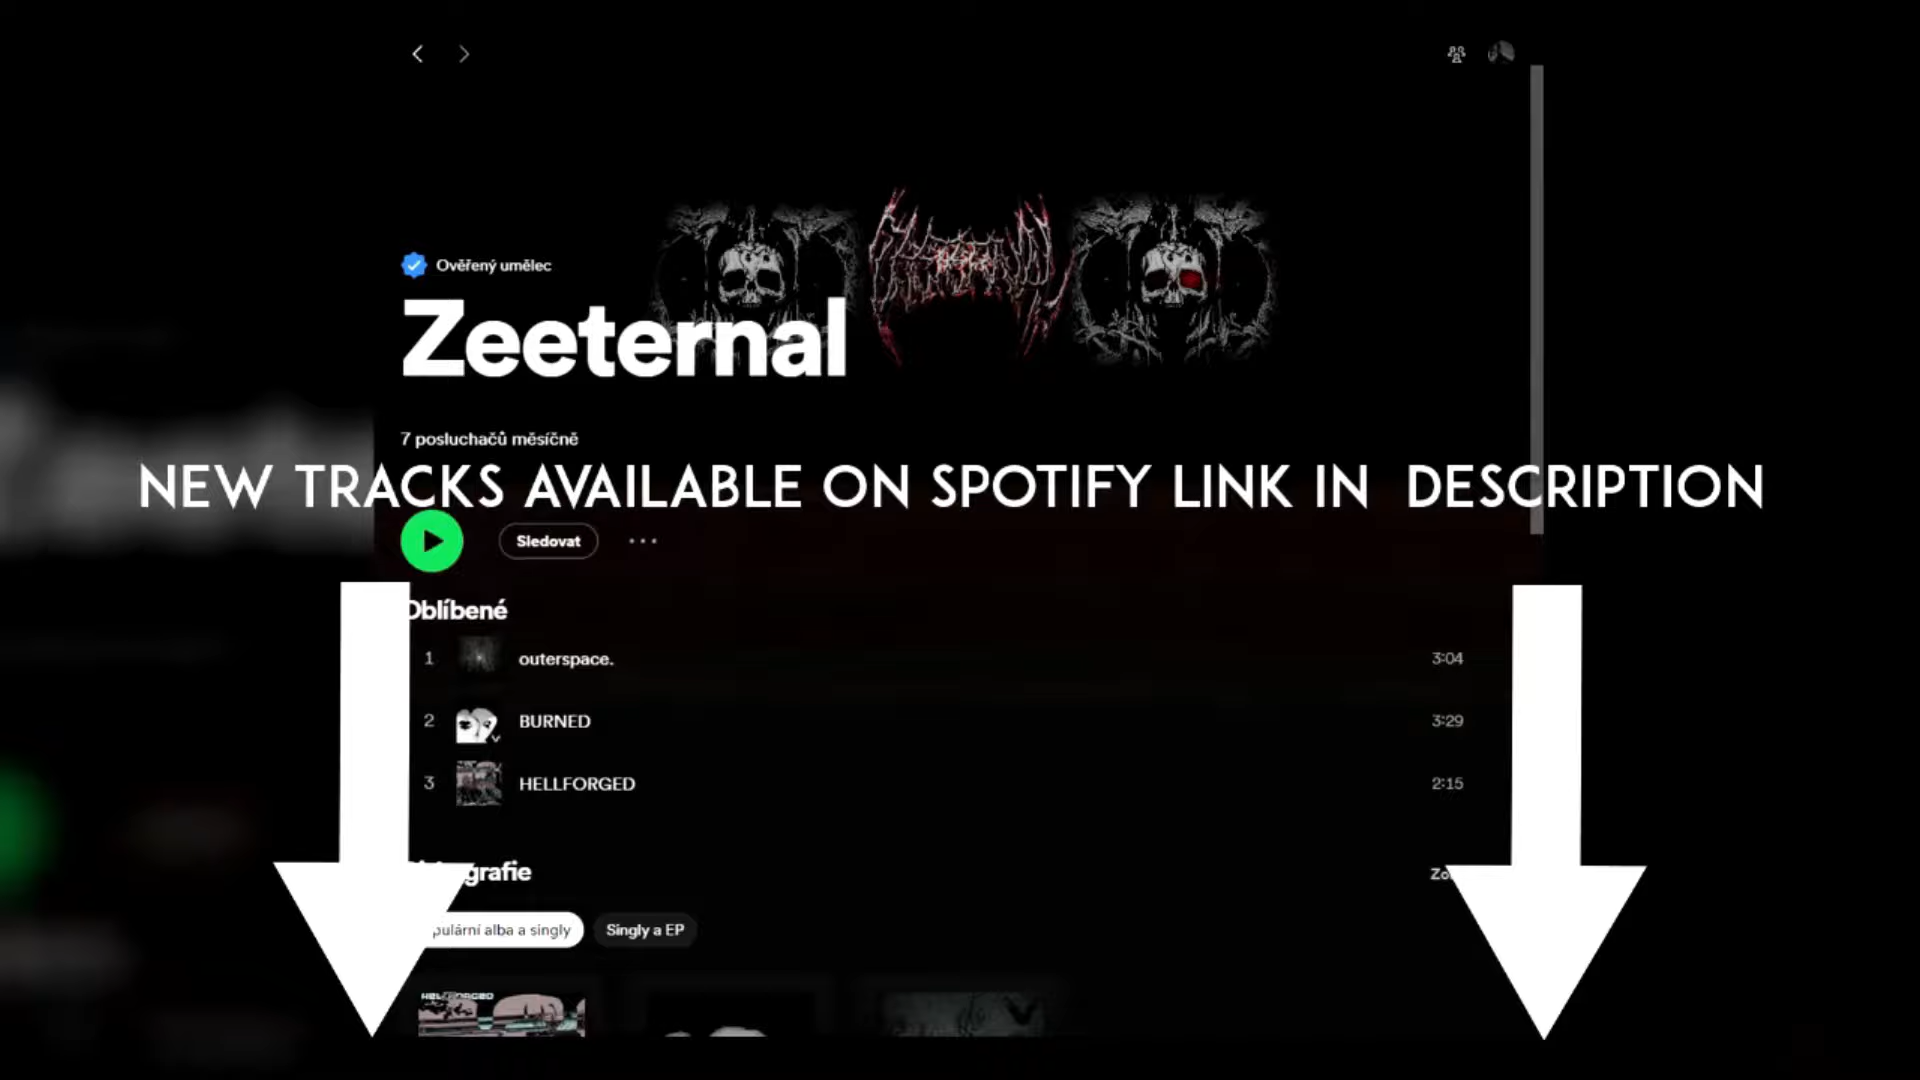 Ověřený umělec
Zeeternal
7 posluchačů měsíčně
NEW TRACKS AVAILABLE ON SPOTIFY LINK IN DESCRIPTION
Sledovat
Oblíbené
1 outerspace. 3:04
2 BURNED 3:29
3 HELLFORGED 2:15
grafie
pulární alba a singly
Singly a EP
HELLFORGED